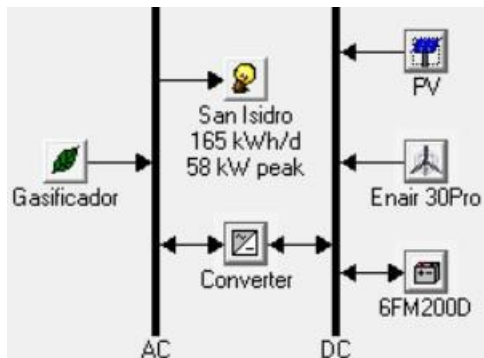 PV
San Isidro
165 kWh/d
58 kW peak
Gasificador
Enair 30Pro
Converter
6FM200D
AC
DC